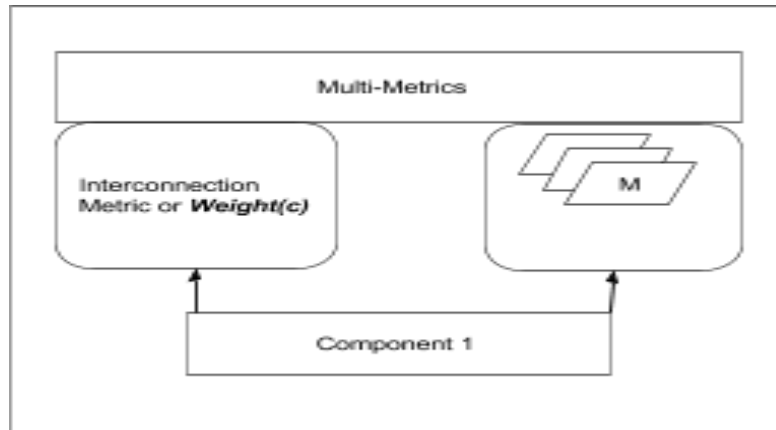 Multi-Metrics
Interconnection
Metric or Weight(c)
M
Component 1